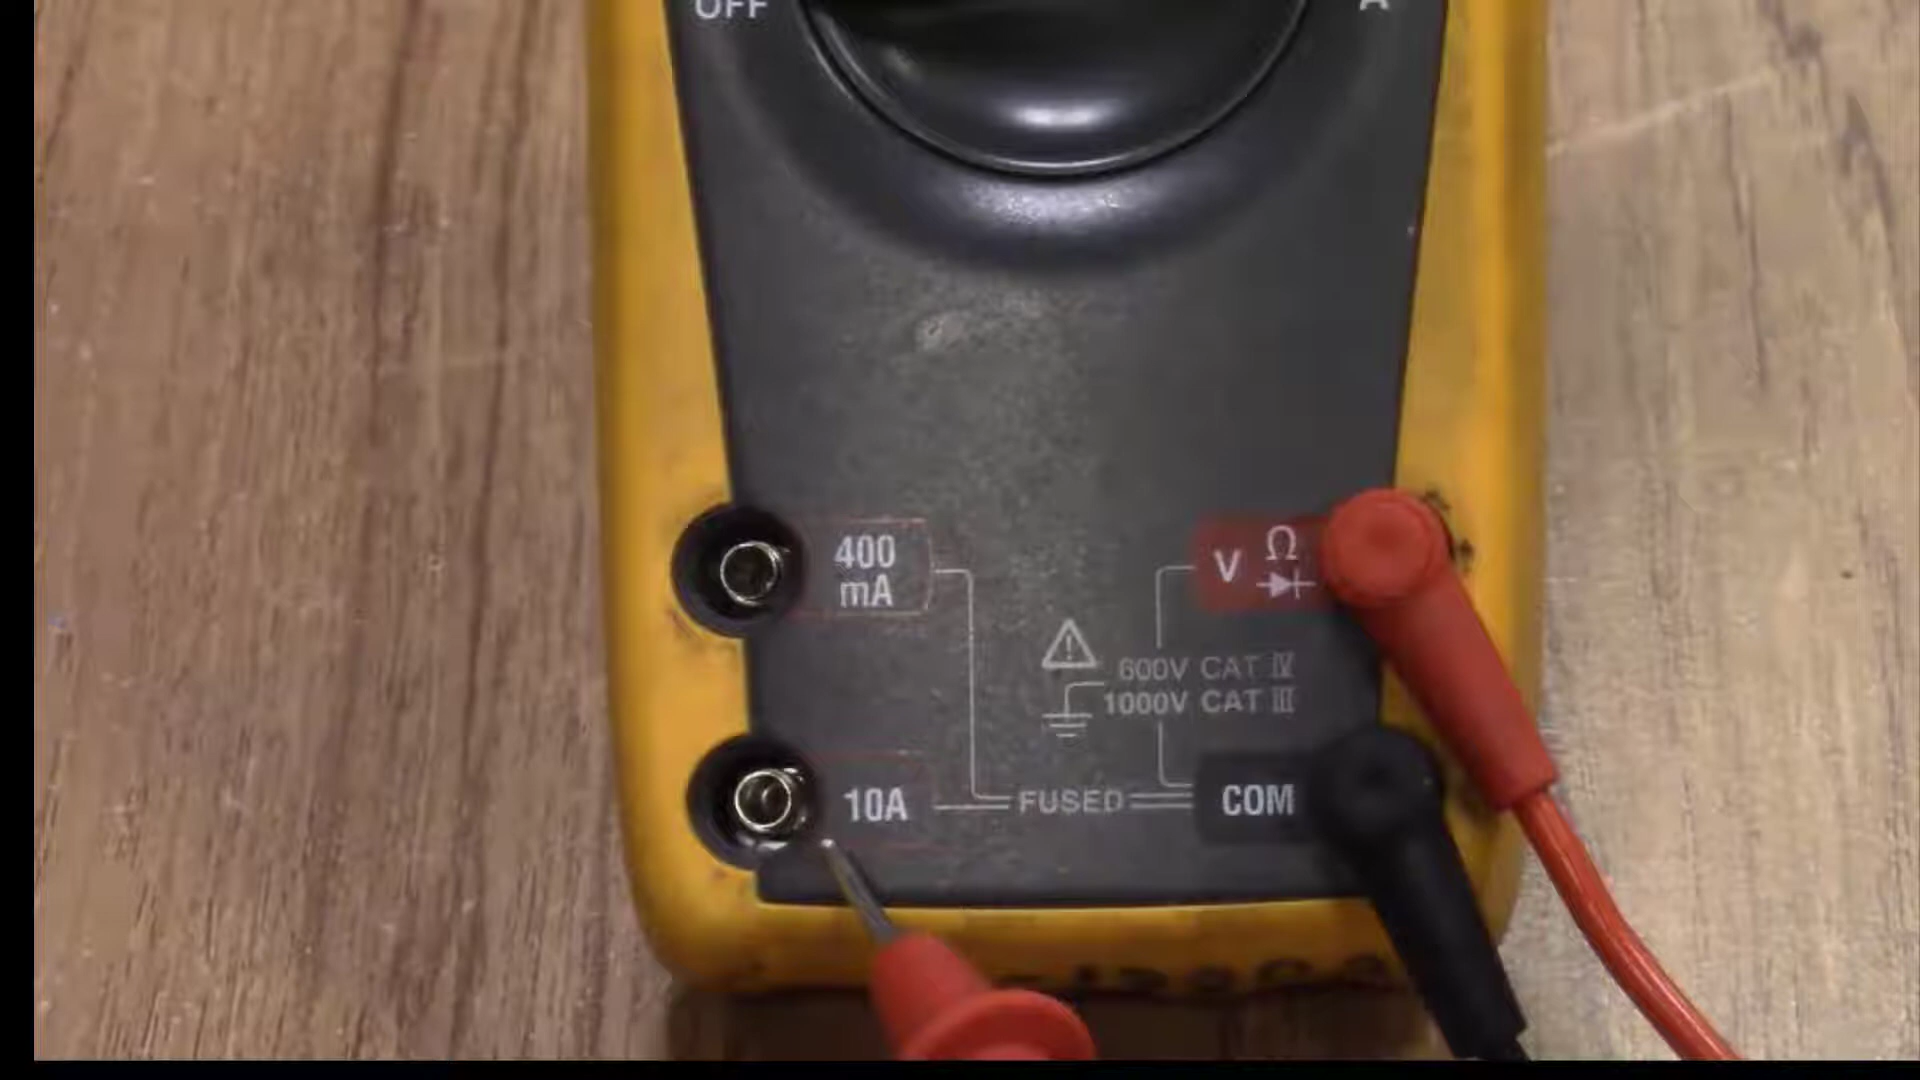 OFF
A
400
mA
V Ω
600V CAT IV
1000V CAT III
10A
FUSED
COM